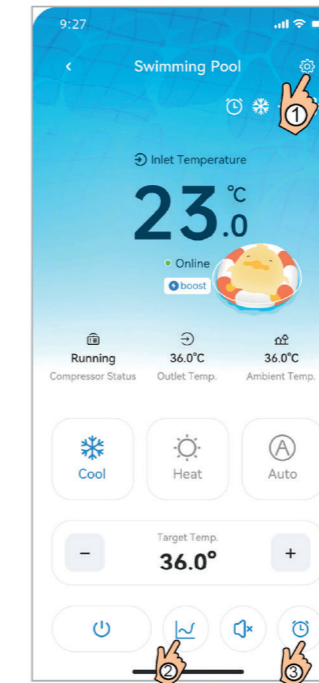 9:27
Swimming Pool
①
Inlet Temperature
23.0 °C
Online
boost
Running 36.0°C 36.0°C
Compressor Status Outlet Temp. Ambient Temp.
A
Cool Heat Auto
Target Temp.
− 36.0° +
②
③